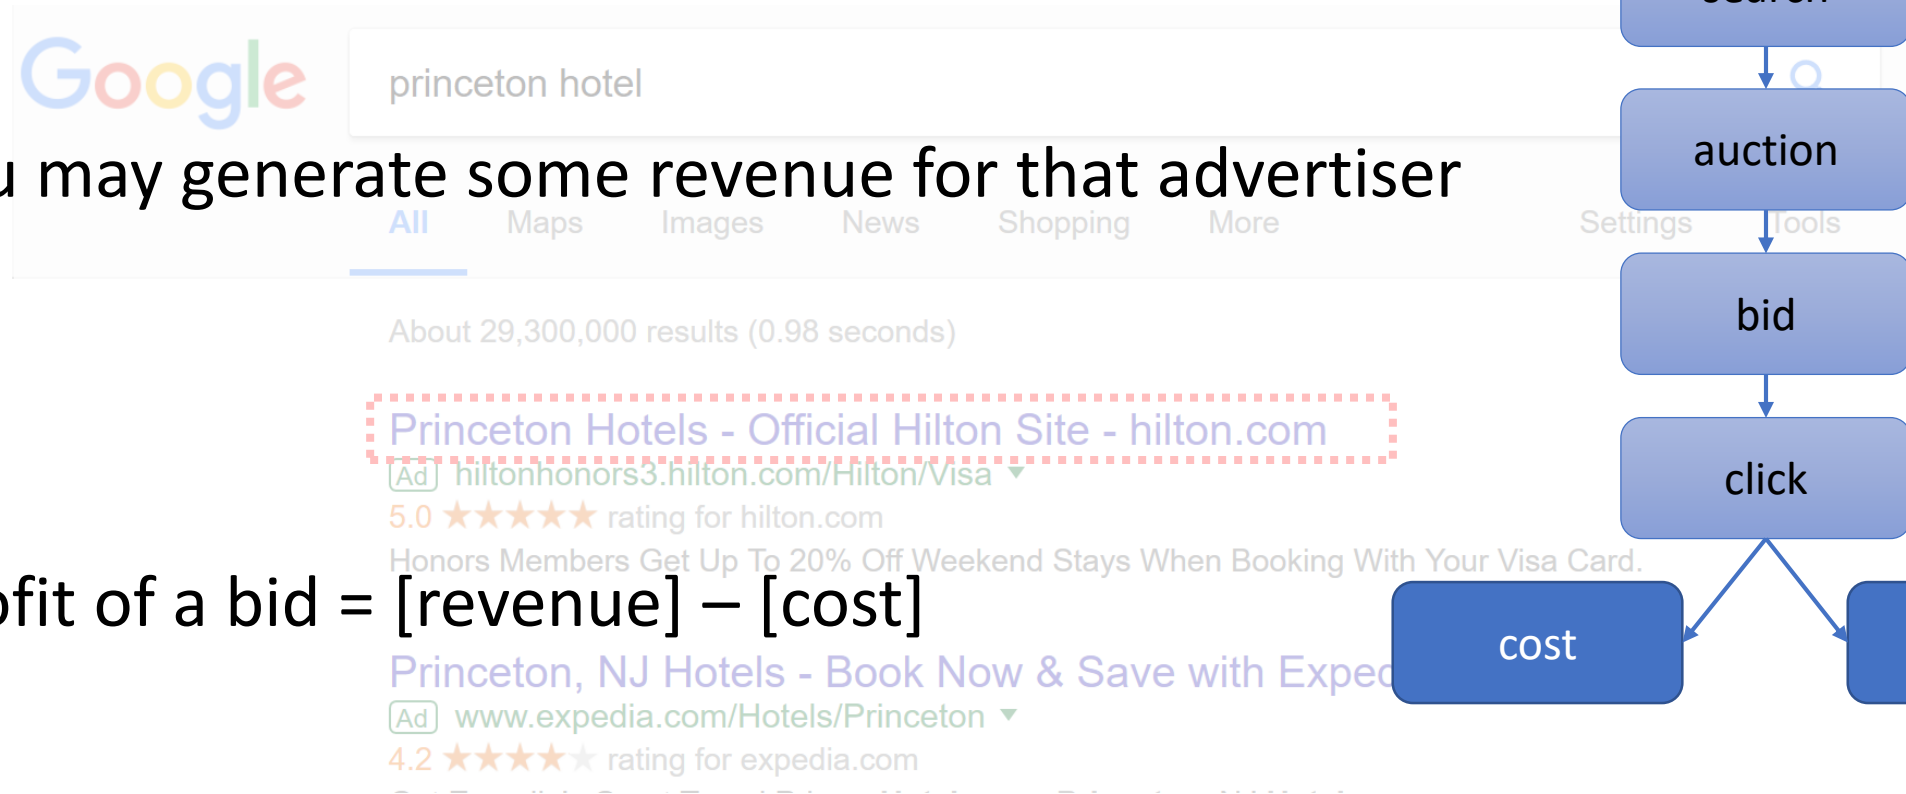 search
Google
princeton hotel
auction
may generate some revenue for that advertiser
All Maps Images News Shopping More Settings Tools
bid
About 29,300,000 results (0.98 seconds)
Princeton Hotels - Official Hilton Site - hilton.com
click
Ad hiltonhonors3.hilton.com/Hilton/Visa
5.0 ★★★★★ rating for hilton.com
Honors Members Get Up To 20% Off Weekend Stays When Booking With Your Visa Card.
of a bid = [revenue] – [cost]
cost
Princeton, NJ Hotels - Book Now & Save with
Ad www.expedia.com/Hotels/Princeton
4.2 ★★★★★ rating for expedia.com